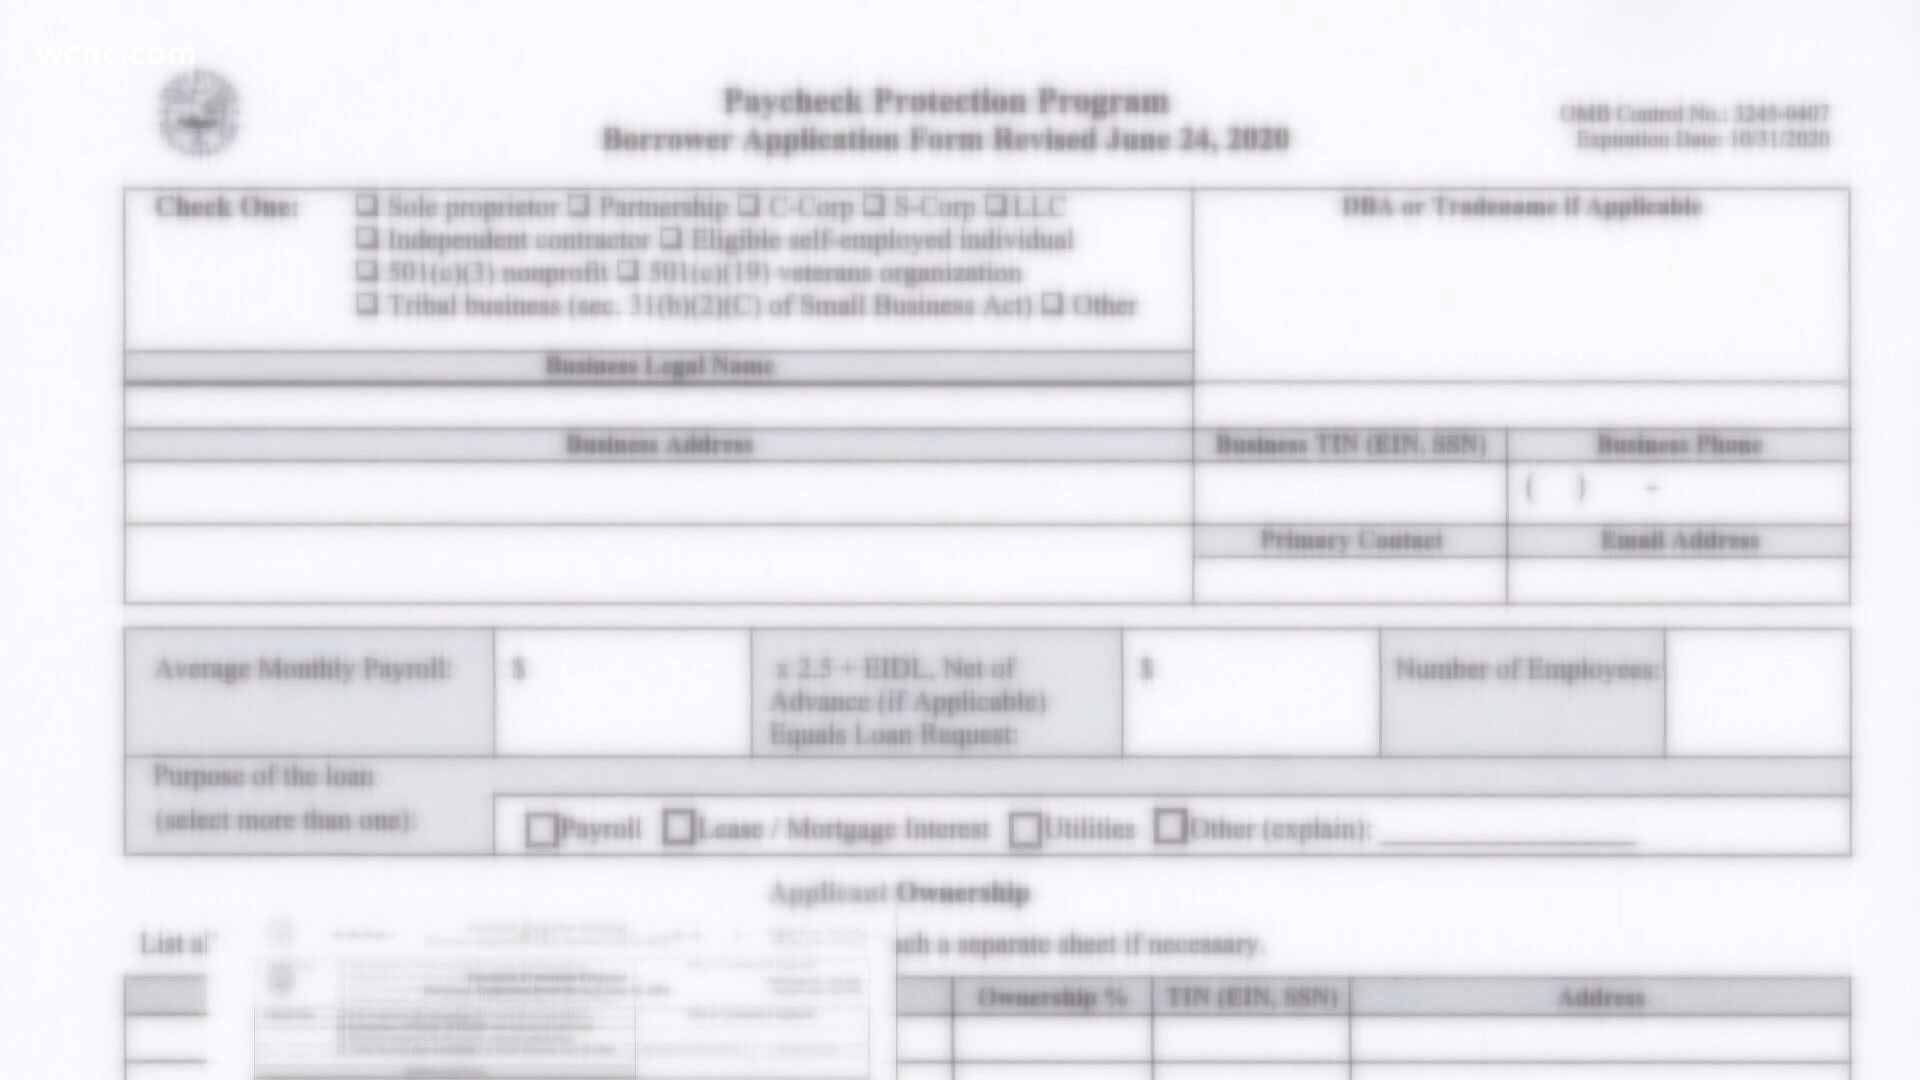 wcnc.com
Paycheck Protection Program
Borrower Application Form Revised June 24, 2020
OMB Control No.: 3245-0407
Expiration Date: 10/31/2020
Check One: ❑ Sole proprietor ❑ Partnership ❑ C-Corp ❑ S-Corp ❑ LLC
❑ Independent contractor ❑ Eligible self-employed individual
❑ 501(c)(3) nonprofit ❑ 501(c)(19) veterans organization
❑ Tribal business (sec. 31(b)(2)(C) of Small Business Act) ❑ Other
DBA or Tradename if Applicable
Business Legal Name
Business Address
Business TIN (EIN, SSN)
Business Phone
( ) -
Primary Contact
Email Address
Average Monthly Payroll: $
x 2.5 + EIDL, Net of
Advance (if Applicable)
Equals Loan Request:
$
Number of Employees:
Purpose of the loan
(select more than one):
☐ Payroll ☐ Lease / Mortgage Interest ☐ Utilities ☐ Other (explain): ____________________
Applicant Ownership
List a
ch a separate sheet if necessary.
Ownership %
TIN (EIN, SSN)
Address